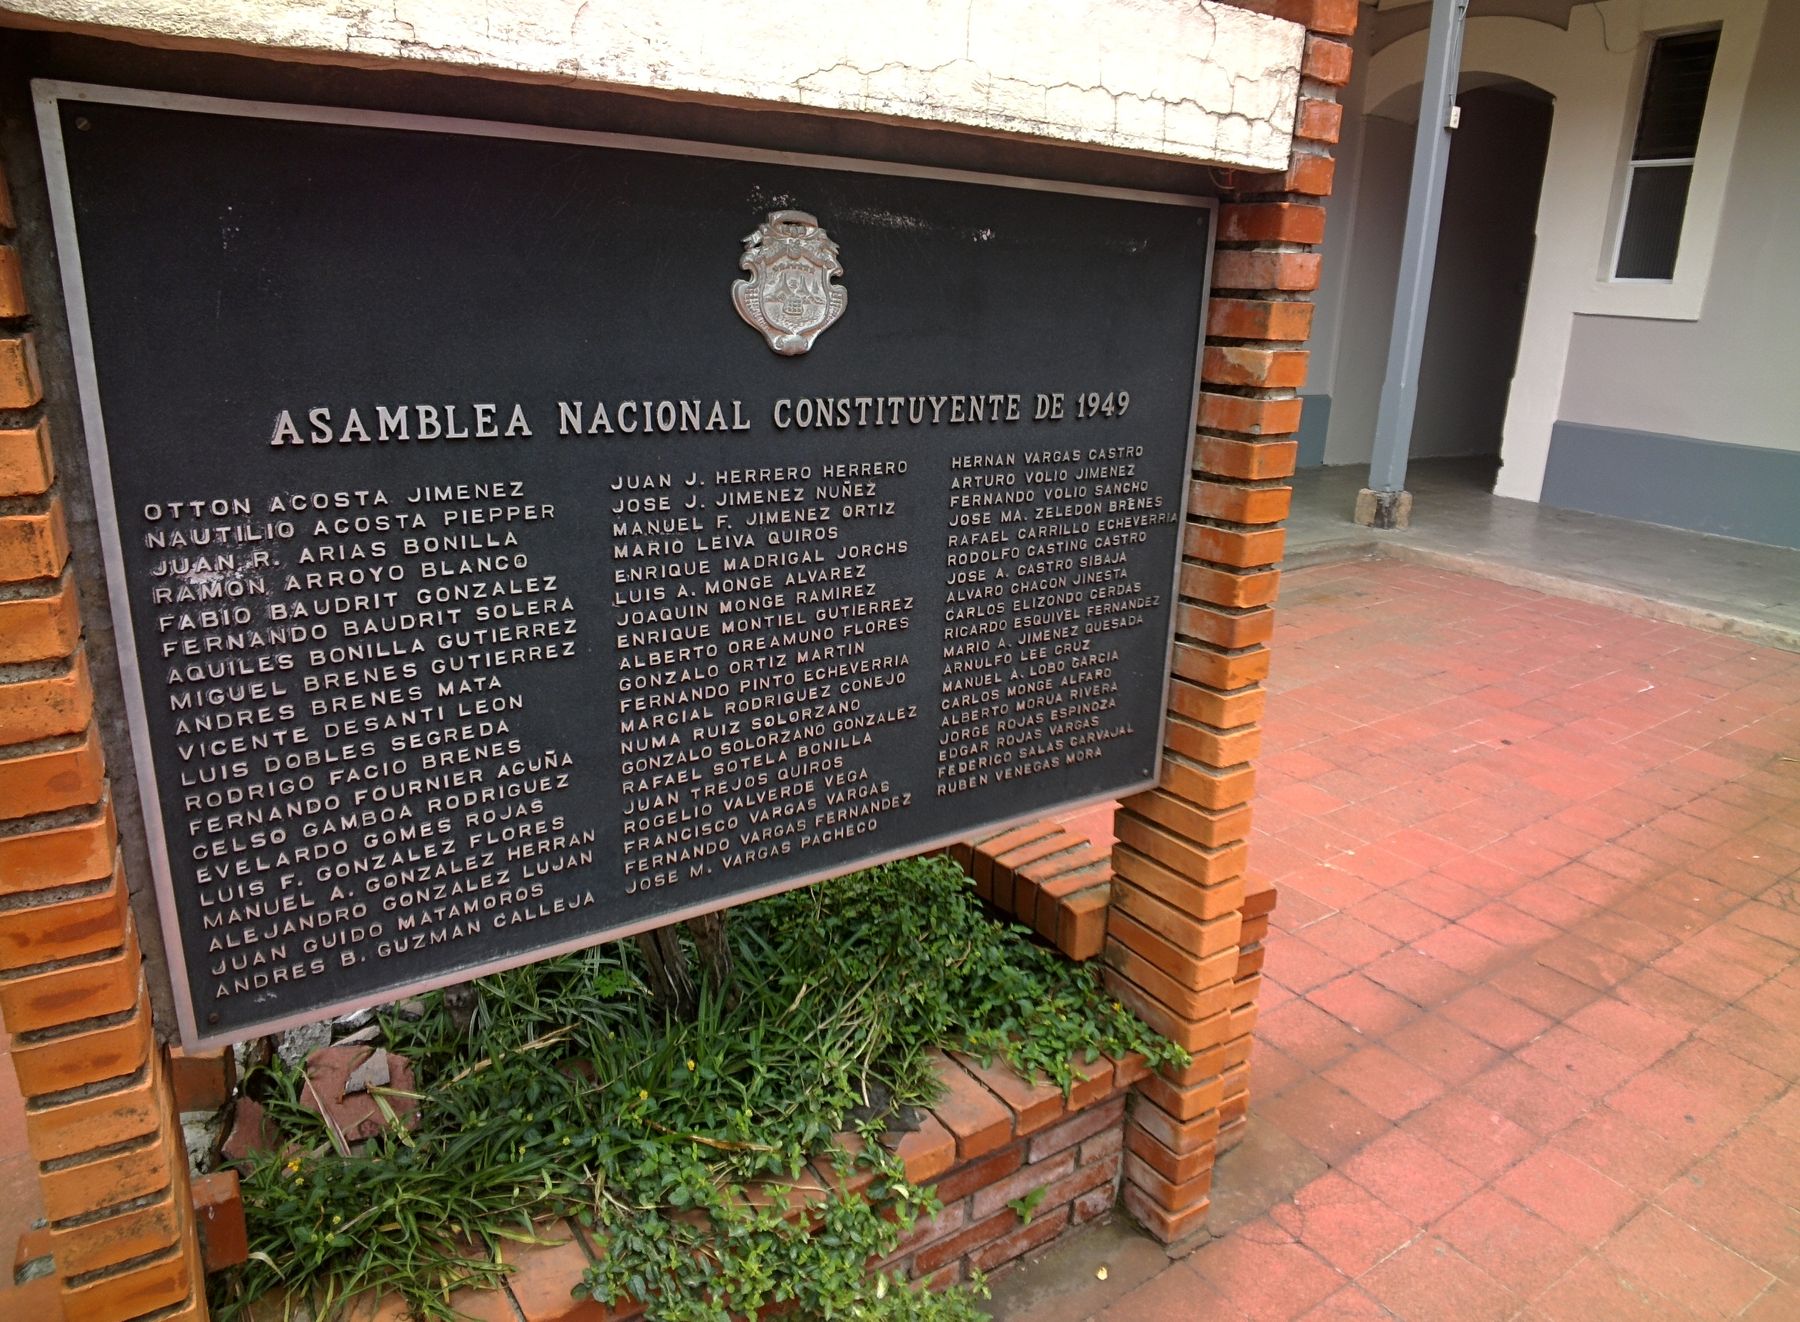 ASAMBLEA NACIONAL CONSTITUYENTE DE 1949
OTTON ACOSTA JIMENEZ
NAUTILIO ACOSTA PIEPPER
JUAN R. ARIAS BONILLA
RAMON ARROYO BLANCO
FABIO BAUDRIT GONZALEZ
FERNANDO BAUDRIT SOLERA
AQUILES BONILLA GUTIERREZ
MIGUEL BRENES GUTIERREZ
ANDRES BRENES MATA
VICENTE DESANTI LEON
LUIS DOBLES SEGREDA
RODRIGO FACIO BRENES
FERNANDO FOURNIER ACUÑA
CELSO GAMBOA RODRIGUEZ
EVELARDO GOMES ROJAS
LUIS F. GONZALEZ FLORES
MANUEL A. GONZALEZ HERRAN
ALEJANDRO GONZALEZ LUJAN
JUAN GUIDO MATAMOROS
ANDRES B. GUZMAN CALLEJA
JUAN J. HERRERO HERRERO
JOSE J. JIMENEZ NUÑEZ
MANUEL F. JIMENEZ ORTIZ
MARIO LEIVA QUIROS
ENRIQUE MADRIGAL JORCHS
LUIS A. MONGE ALVAREZ
JOAQUIN MONGE RAMIREZ
ENRIQUE MONTIEL GUTIERREZ
ALBERTO OREAMUNO FLORES
GONZALO ORTIZ MARTIN
FERNANDO PINTO ECHEVERRIA
MARCIAL RODRIGUEZ CONEJO
NUMA RUIZ SOLORZANO
GONZALO SOLORZANO GONZALEZ
RAFAEL SOTELA BONILLA
JUAN TREJOS QUIROS
ROGELIO VALVERDE VEGA
FRANCISCO VARGAS VARGAS
FERNANDO VARGAS FERNANDEZ
JOSE M. VARGAS PACHECO
HERNAN VARGAS CASTRO
ARTURO VOLIO JIMENEZ
FERNANDO VOLIO SANCHO
JOSE MA. ZELEDON BRENES
RAFAEL CARRILLO ECHEVERRIA
RODOLFO CASTING CASTRO
JOSE A. CASTRO SIBAJA
ALVARO CHACON JINESTA
CARLOS ELIZONDO CERDAS
RICARDO ESQUIVEL FERNANDEZ
MARIO A. JIMENEZ QUESADA
ARNULFO LEE CRUZ
MANUEL A. LOBO GARCIA
CARLOS MONGE ALFARO
ALBERTO MORUA RIVERA
JORGE ROJAS ESPINOZA
EDGAR ROJAS VARGAS
FEDERICO SALAS CARVAJAL
RUBEN VENEGAS MORA